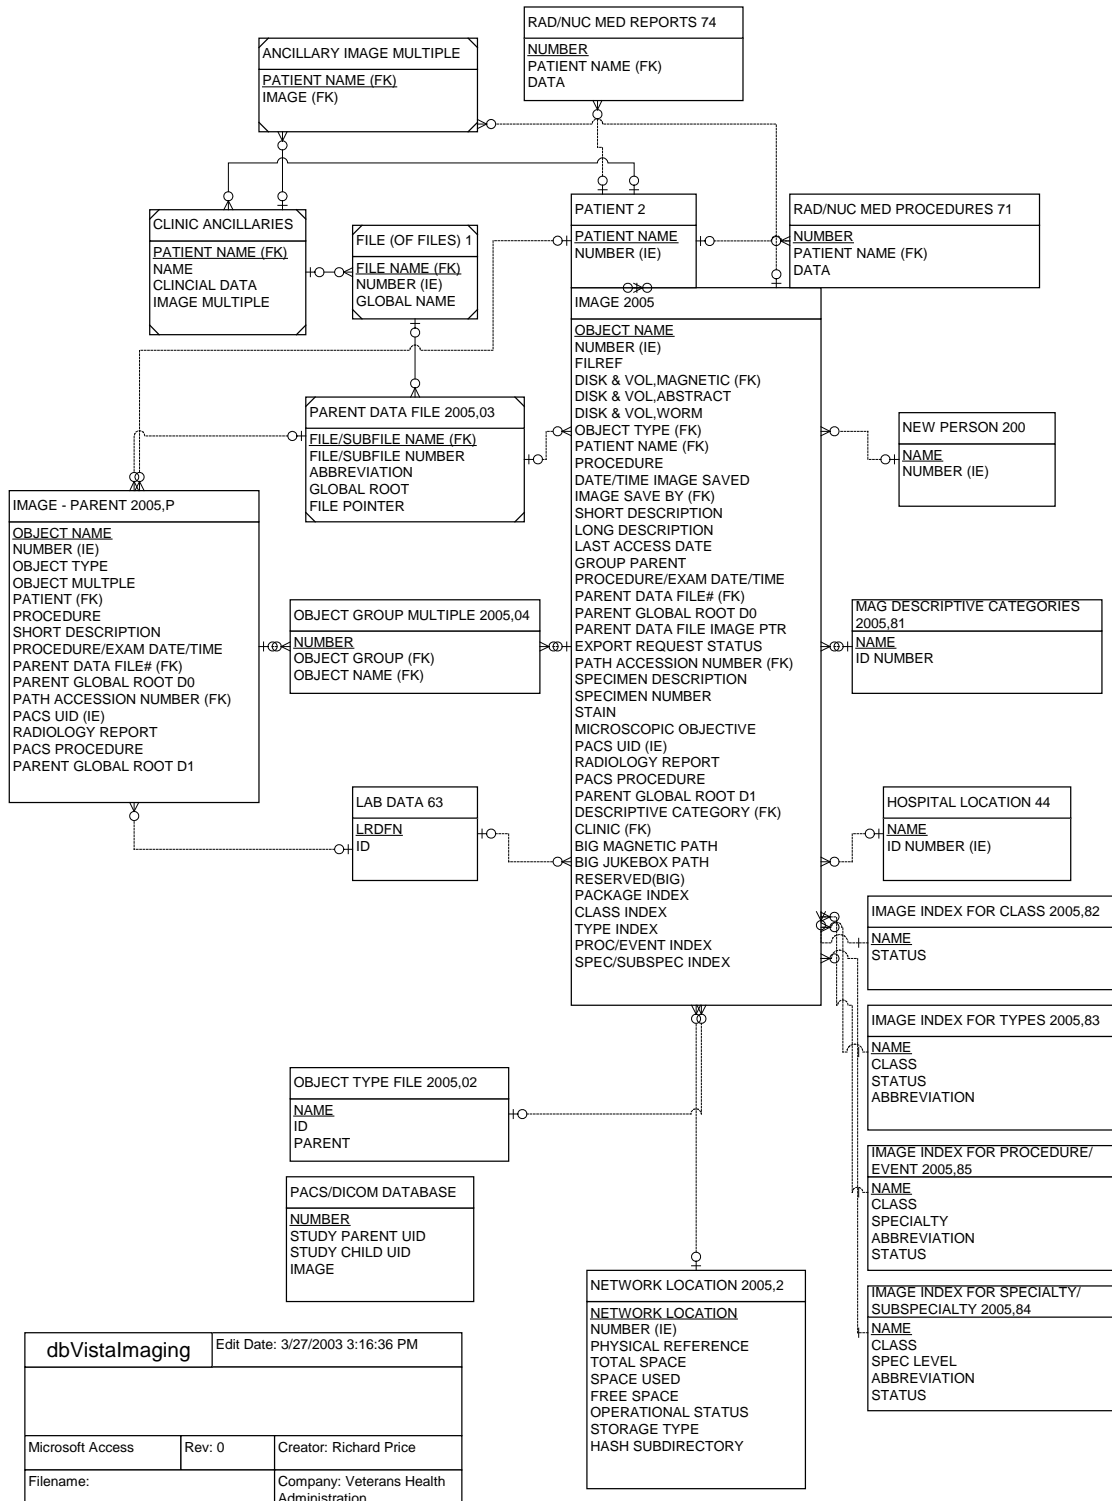 RAD/NUC MED REPORTS 74
NUMBER
PATIENT NAME (FK)
DATA
ANCILLARY IMAGE MULTIPLE
PATIENT NAME (FK)
IMAGE (FK)
CLINIC ANCILLARIES
PATIENT NAME (FK)
NAME
CLINCIAL DATA
IMAGE MULTIPLE
FILE (OF FILES) 1
FILE NAME (FK)
NUMBER (IE)
GLOBAL NAME
PATIENT 2
PATIENT NAME
NUMBER (IE)
RAD/NUC MED PROCEDURES 71
NUMBER
PATIENT NAME (FK)
DATA
IMAGE 2005
OBJECT NAME
NUMBER (IE)
FILREF
DISK & VOL,MAGNETIC (FK)
DISK & VOL,ABSTRACT
DISK & VOL,WORM
OBJECT TYPE (FK)
PATIENT NAME (FK)
PROCEDURE
DATE/TIME IMAGE SAVED
IMAGE SAVE BY (FK)
SHORT DESCRIPTION
LONG DESCRIPTION
LAST ACCESS DATE
GROUP PARENT
PROCEDURE/EXAM DATE/TIME
PARENT DATA FILE# (FK)
PARENT GLOBAL ROOT D0
PARENT DATA FILE IMAGE PTR
EXPORT REQUEST STATUS
PATH ACCESSION NUMBER (FK)
SPECIMEN DESCRIPTION
SPECIMEN NUMBER
STAIN
MICROSCOPIC OBJECTIVE
PACS UID (IE)
RADIOLOGY REPORT
PACS PROCEDURE
PARENT GLOBAL ROOT D1
DESCRIPTIVE CATEGORY (FK)
CLINIC (FK)
BIG MAGNETIC PATH
BIG JUKEBOX PATH
RESERVED(BIG)
PACKAGE INDEX
CLASS INDEX
TYPE INDEX
PROC/EVENT INDEX
SPEC/SUBSPEC INDEX
PARENT DATA FILE 2005,03
FILE/SUBFILE NAME (FK)
FILE/SUBFILE NUMBER
ABBREVIATION
GLOBAL ROOT
FILE POINTER
NEW PERSON 200
NAME
NUMBER (IE)
IMAGE - PARENT 2005,P
OBJECT NAME
NUMBER (IE)
OBJECT TYPE
OBJECT MULTPLE
PATIENT (FK)
PROCEDURE
SHORT DESCRIPTION
PROCEDURE/EXAM DATE/TIME
PARENT DATA FILE# (FK)
PARENT GLOBAL ROOT D0
PATH ACCESSION NUMBER (FK)
PACS UID (IE)
RADIOLOGY REPORT
PACS PROCEDURE
PARENT GLOBAL ROOT D1
OBJECT GROUP MULTIPLE 2005,04
NUMBER
OBJECT GROUP (FK)
OBJECT NAME (FK)
MAG DESCRIPTIVE CATEGORIES
2005,81
NAME
ID NUMBER
LAB DATA 63
LRDFN
ID
HOSPITAL LOCATION 44
NAME
ID NUMBER (IE)
IMAGE INDEX FOR CLASS 2005,82
NAME
STATUS
IMAGE INDEX FOR TYPES 2005,83
NAME
CLASS
STATUS
ABBREVIATION
OBJECT TYPE FILE 2005,02
NAME
ID
PARENT
IMAGE INDEX FOR PROCEDURE/
EVENT 2005,85
NAME
CLASS
SPECIALTY
ABBREVIATION
STATUS
PACS/DICOM DATABASE
NUMBER
STUDY PARENT UID
STUDY CHILD UID
IMAGE
NETWORK LOCATION 2005,2
NETWORK LOCATION
NUMBER (IE)
PHYSICAL REFERENCE
TOTAL SPACE
SPACE USED
FREE SPACE
OPERATIONAL STATUS
STORAGE TYPE
HASH SUBDIRECTORY
IMAGE INDEX FOR SPECIALTY/
SUBSPECIALTY 2005,84
NAME
CLASS
SPEC LEVEL
ABBREVIATION
STATUS
dbVistaImaging
Edit Date: 3/27/2003 3:16:36 PM
Microsoft Access
Rev: 0
Creator: Richard Price
Filename:
Company: Veterans Health
Administration